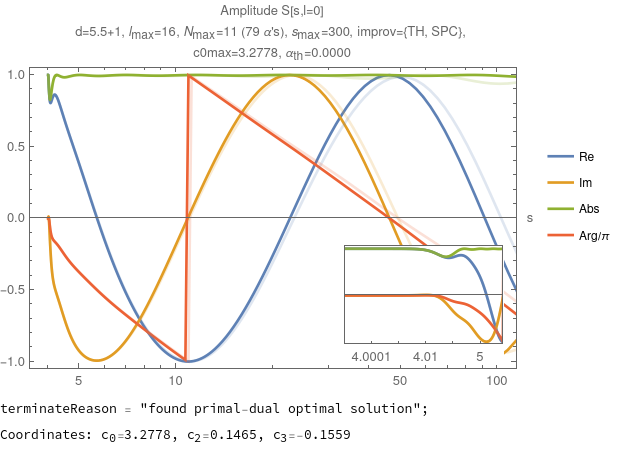 Amplitude S[s,l=0]
d=5.5+1, lmax=16, Nmax=11 (79 α's), smax=300, improv={TH, SPC},
c0max=3.2778, αth=0.0000
1.0
0.5
0.0
−0.5
−1.0
s
Re
Im
Abs
Arg/π
4.0001 4.01 5
5 10 50 100
terminateReason = "found primal-dual optimal solution";
Coordinates: c0=3.2778, c2=0.1465, c3=-0.1559